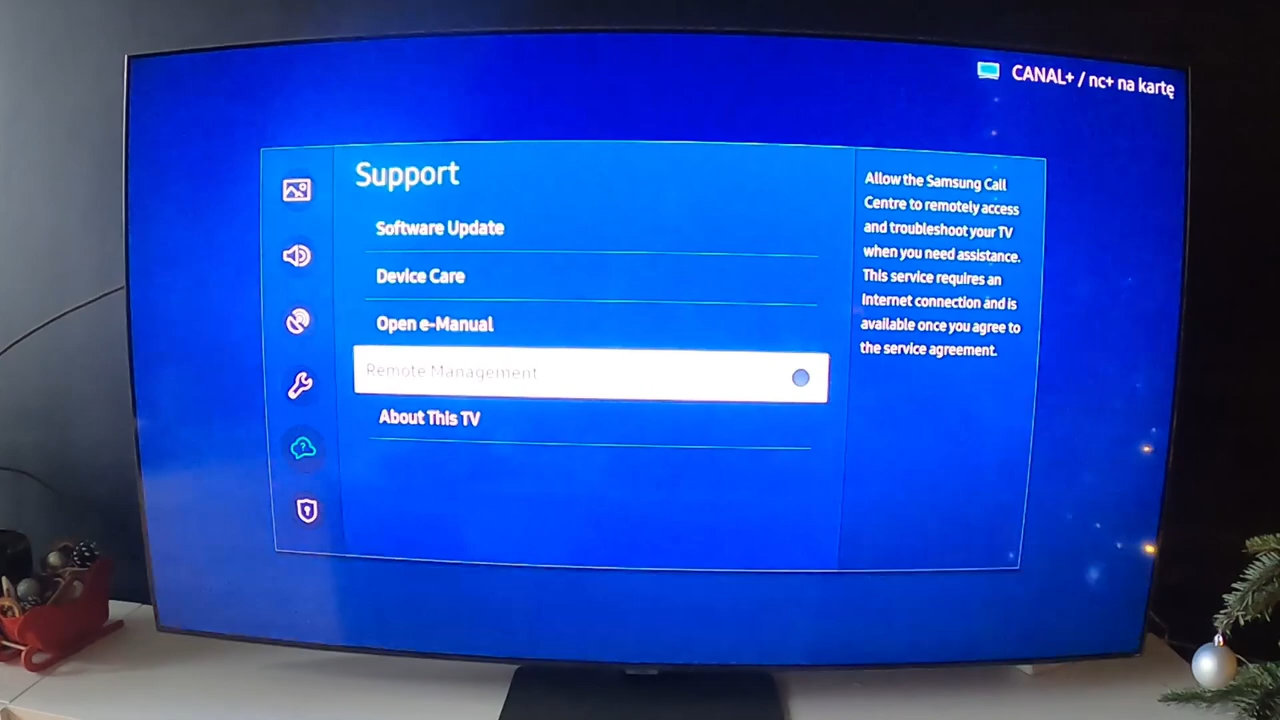 CANAL+ / nc+ na kartę
Support
Software Update
Device Care
Open e-Manual
Remote Management
About This TV
Allow the Samsung Call
Centre to remotely access
and troubleshoot your TV
when you need assistance.
This service requires an
Internet connection and is
available once you agree to
the service agreement.